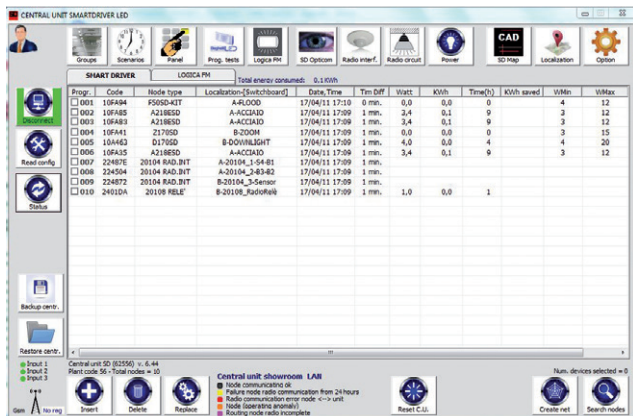 CENTRAL UNIT SMARTDRIVER LED
Groups Scenarios Panel Prog. tests Logica FM SD Opticom Radio interf. Radio circuit Power SD Map Localization Option
CAD
SMART DRIVER LOGICA FM Total energy consumed: 0.1 KWh
Progr. Code Node type Localization-[Switchboard] Date,Time Tm Diff Watt KWh Time(h) KWh saved WMin WMax
001 10FA94 FS0SD-KIT A-FLOOD 17/04/11 17:10 0 min. 0,0 0,0 0 4 12
002 10FA85 A218ESD A-ACCIAIO 17/04/11 17:09 1 min. 3,4 0,1 9 3 12
003 10FA83 A218ESD A-ACCIAIO 17/04/11 17:09 1 min. 3,4 0,1 9 3 12
004 10FA41 Z170SD B-ZOOM 17/04/11 17:09 1 min. 0,0 0,0 0 3 15
005 10A463 D170SD B-DOWNLIGHT 17/04/11 17:09 1 min. 4,4 0,0 4 4 20
006 10FA35 A218ESD A-ACCIAIO 17/04/11 17:09 1 min. 3,4 0,1 9 3 12
007 22487E 20104 RAD.INT A-20104_1-S4-B1 17/04/11 17:09 1 min.
008 224504 20104 RAD.INT A-20104_2-B3-B2 17/04/11 17:09 1 min.
009 224872 20104 RAD.INT B-20104_3-Sensor 17/04/11 17:09 1 min.
010 2401DA 20108 RELE' B-20108_RadioRelè 17/04/11 17:09 1 min. 1,0 0,0 1
Disconnect
Read config
Status
Backup centr.
Restore centr.
Input 1
Input 2
Input 3
Gsm No reg
Central unit SD (62556) v. 6.44
Plant code 56 - Total nodes = 10
Num. devices selected = 0
Insert Delete Replace
Central unit showroom LAN
Node communicating ok
Failure node radio communication from 24 hours
Radio communication error node <--> unit
Node (operating anomaly)
Routing node radio incomplete
Reset C.U. Create net Search nodes